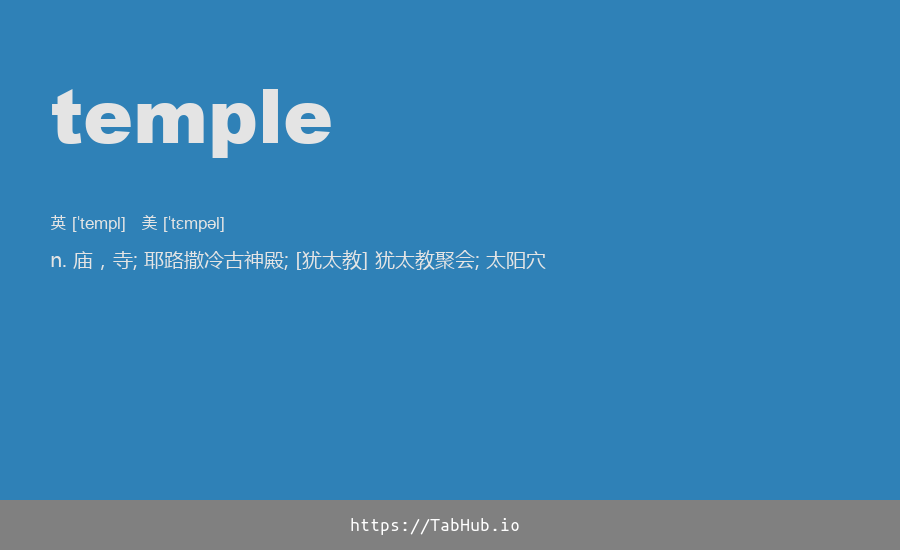 temple
英 [ˈtempl] 美 [ˈtɛmpəl]
n. 庙，寺; 耶路撒冷古神殿; [犹太教] 犹太教聚会; 太阳穴
https://TabHub.io